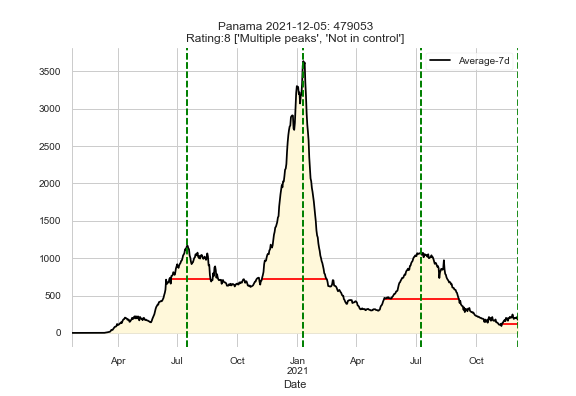 Panama 2021-12-05: 479053
Rating:8 ['Multiple peaks', 'Not in control']
Average-7d
3500
3000
2500
2000
1500
1000
500
0
Apr Jul Oct Jan Apr Jul Oct
2021
Date